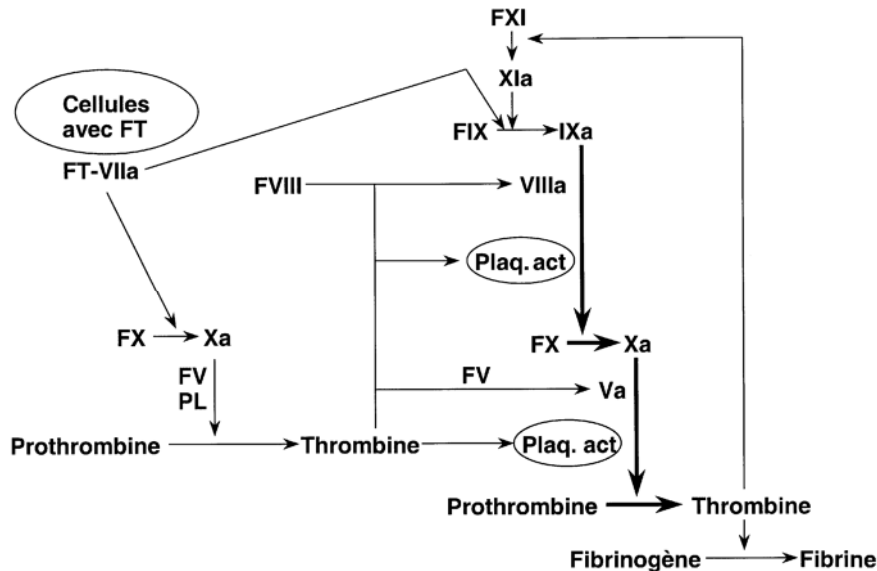 FXI
XIa
Cellules
avec FT
FIX IXa
FT-VIIa
FVIII VIIIa
Plaq. act
FX Xa
FX Xa
FV
PL
FV Va
Prothrombine Thrombine Plaq. act
Prothrombine Thrombine
Fibrinogène Fibrine